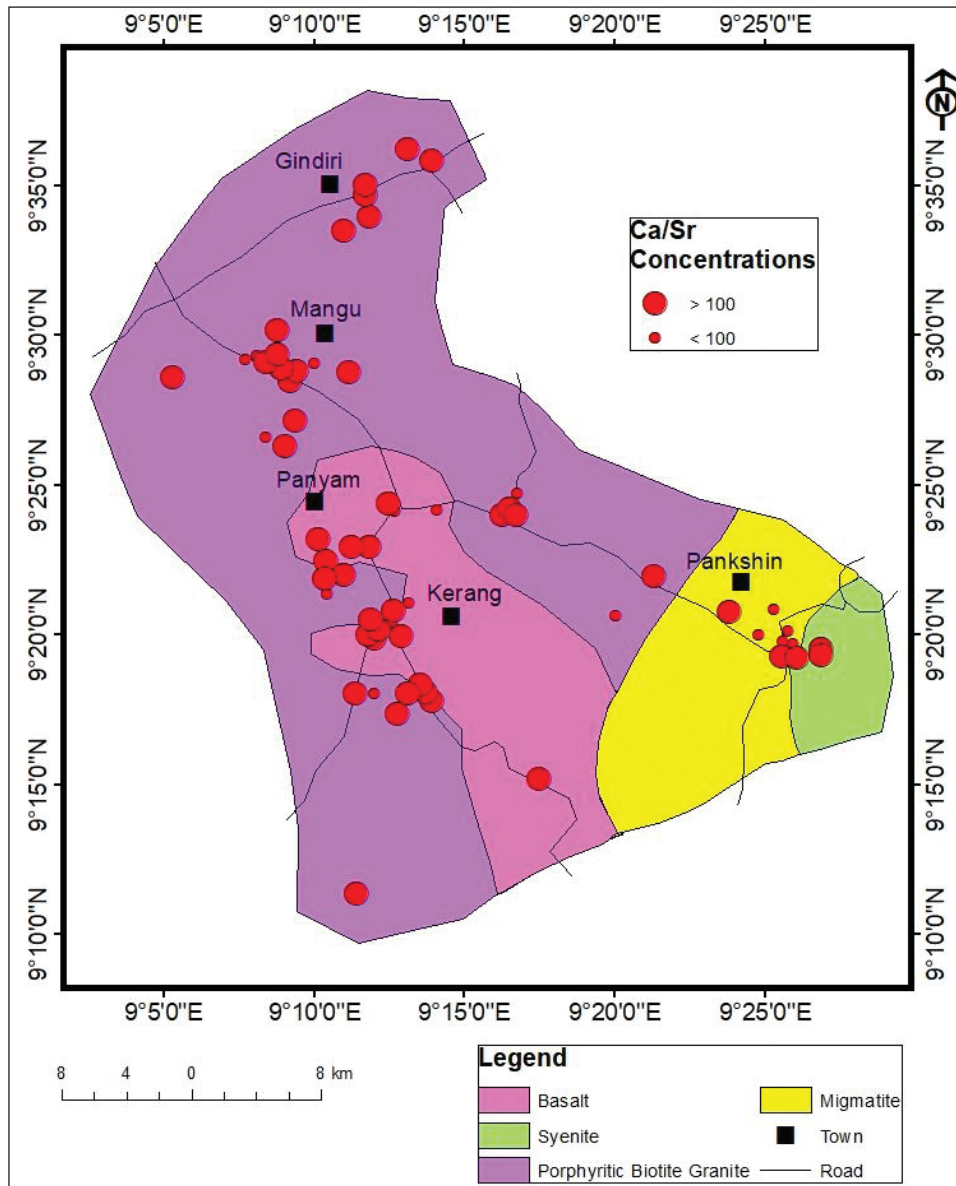 9°5'0"E 9°10'0"E 9°15'0"E 9°20'0"E 9°25'0"E
N
9°35'0"N 9°35'0"N
9°30'0"N 9°30'0"N
9°25'0"N 9°25'0"N
9°20'0"N 9°20'0"N
9°15'0"N 9°15'0"N
9°10'0"N 9°10'0"N
Gindiri
Ca/Sr
Concentrations
> 100
< 100
Mangu
Panyam
Pankshin
Kerang
9°5'0"E 9°10'0"E 9°15'0"E 9°20'0"E 9°25'0"E
8 4 0 8 km
Legend
Basalt Migmatite
Syenite Town
Porphyritic Biotite Granite Road